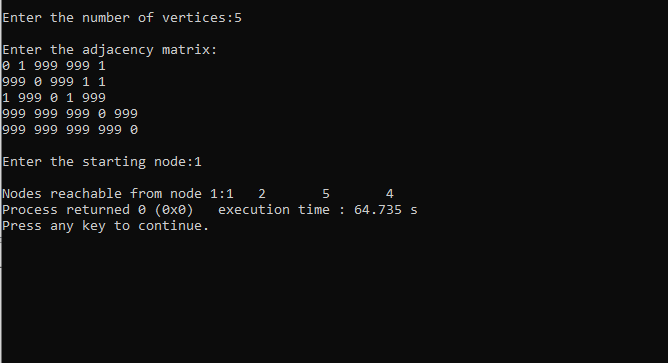 Enter the number of vertices:5
Enter the adjacency matrix:
0 1 999 999 1
999 0 999 1 1
1 999 0 1 999
999 999 999 0 999
999 999 999 999 0
Enter the starting node:1
Nodes reachable from node 1:1   2       5       4
Process returned 0 (0x0)   execution time : 64.735 s
Press any key to continue.